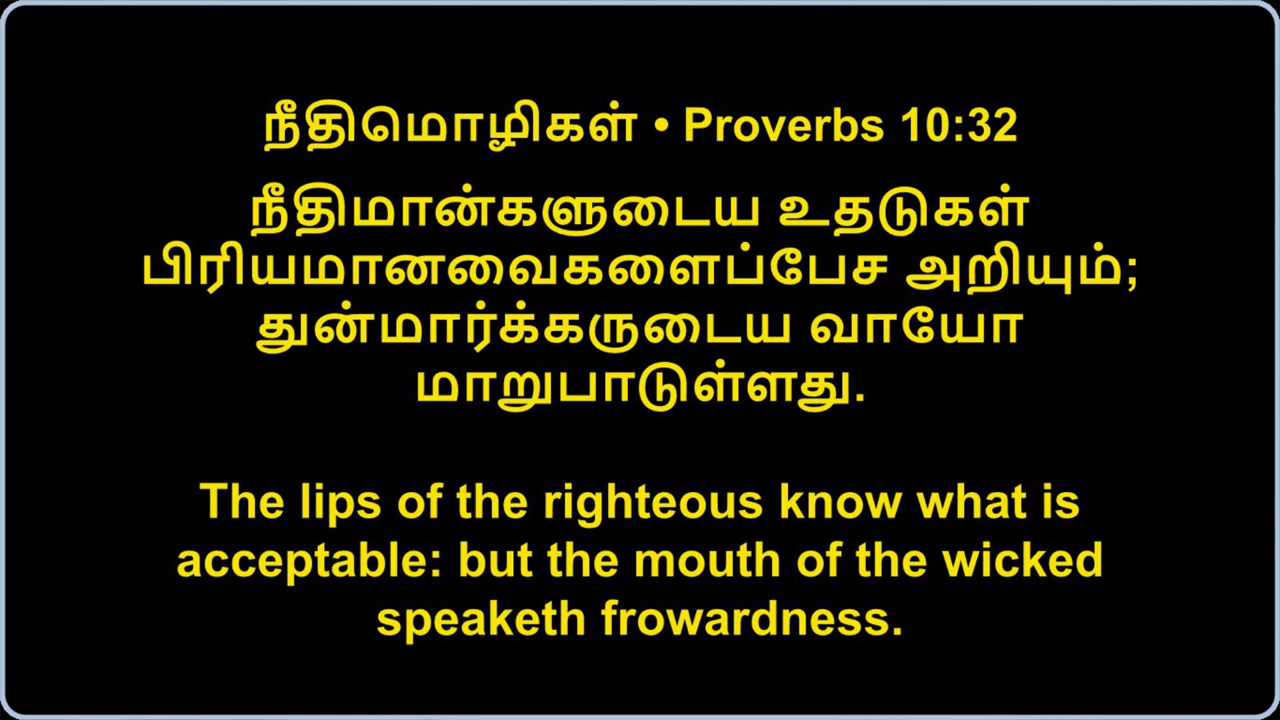 நீதிமொழிகள் • Proverbs 10:32
நீதிமான்களுடைய உதடுகள்
பிரியமானவைகளைப்பேச அறியும்;
துன்மார்க்கருடைய வாயோ
மாறுபாடுள்ளது.
The lips of the righteous know what is
acceptable: but the mouth of the wicked
speaketh frowardness.